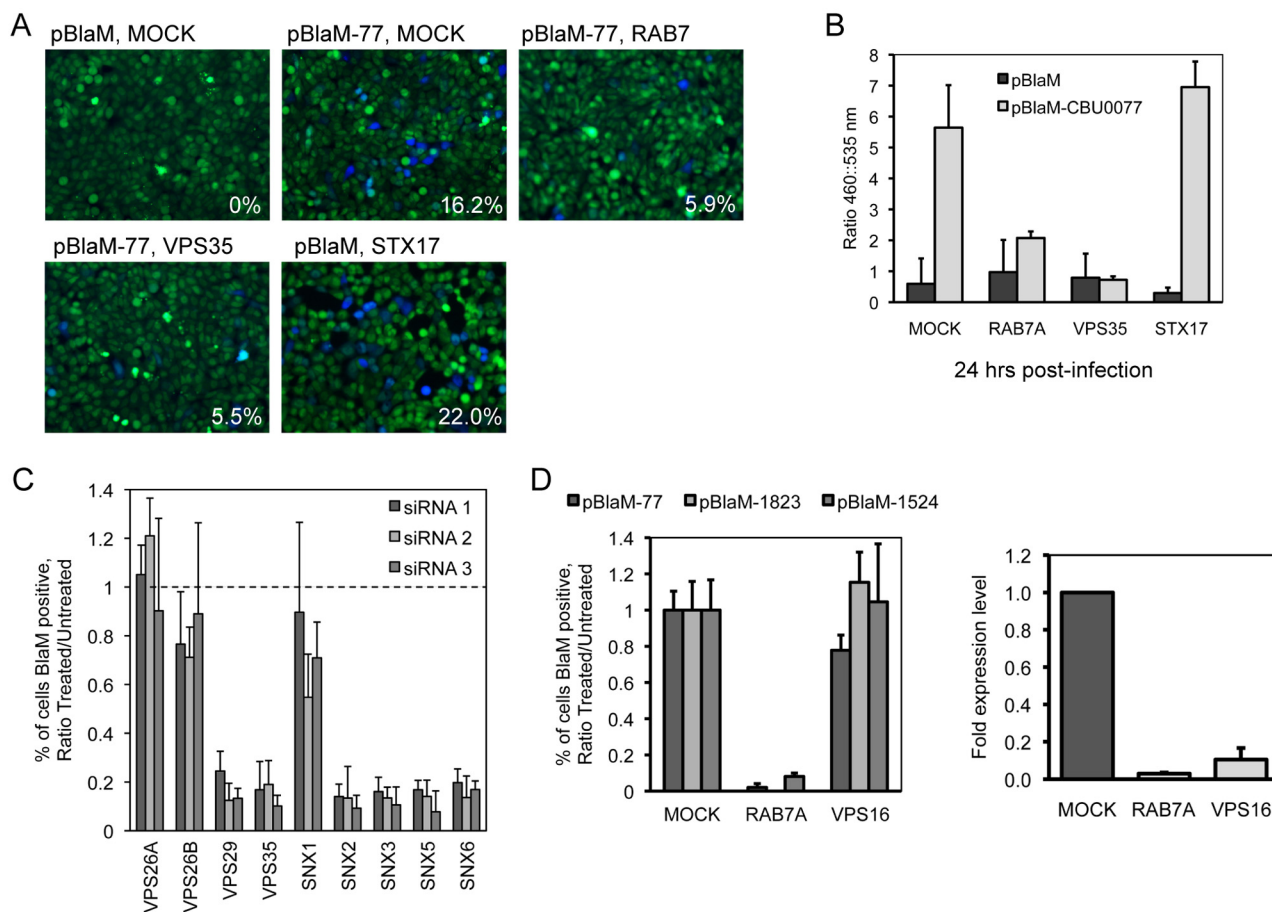 A
pBlaM, MOCK
pBlaM-77, MOCK
pBlaM-77, RAB7
0%
16.2%
5.9%
pBlaM-77, VPS35
pBlaM, STX17
5.5%
22.0%
B
Ratio 460::535 nm
8
7
6
5
4
3
2
1
0
pBlaM
pBlaM-CBU0077
MOCK
RAB7A
VPS35
STX17
24 hrs post-infection
C
% of cells BlaM positive,
Ratio Treated/Untreated
1.4
1.2
1
0.8
0.6
0.4
0.2
0
siRNA 1
siRNA 2
siRNA 3
VPS26A
VPS26B
VPS29
VPS35
SNX1
SNX2
SNX3
SNX5
SNX6
D
pBlaM-77
pBlaM-1823
pBlaM-1524
% of cells BlaM positive,
Ratio Treated/Untreated
1.4
1.2
1
0.8
0.6
0.4
0.2
0
MOCK
RAB7A
VPS16
Fold expression level
1.2
1.0
0.8
0.6
0.4
0.2
0.0
MOCK
RAB7A
VPS16